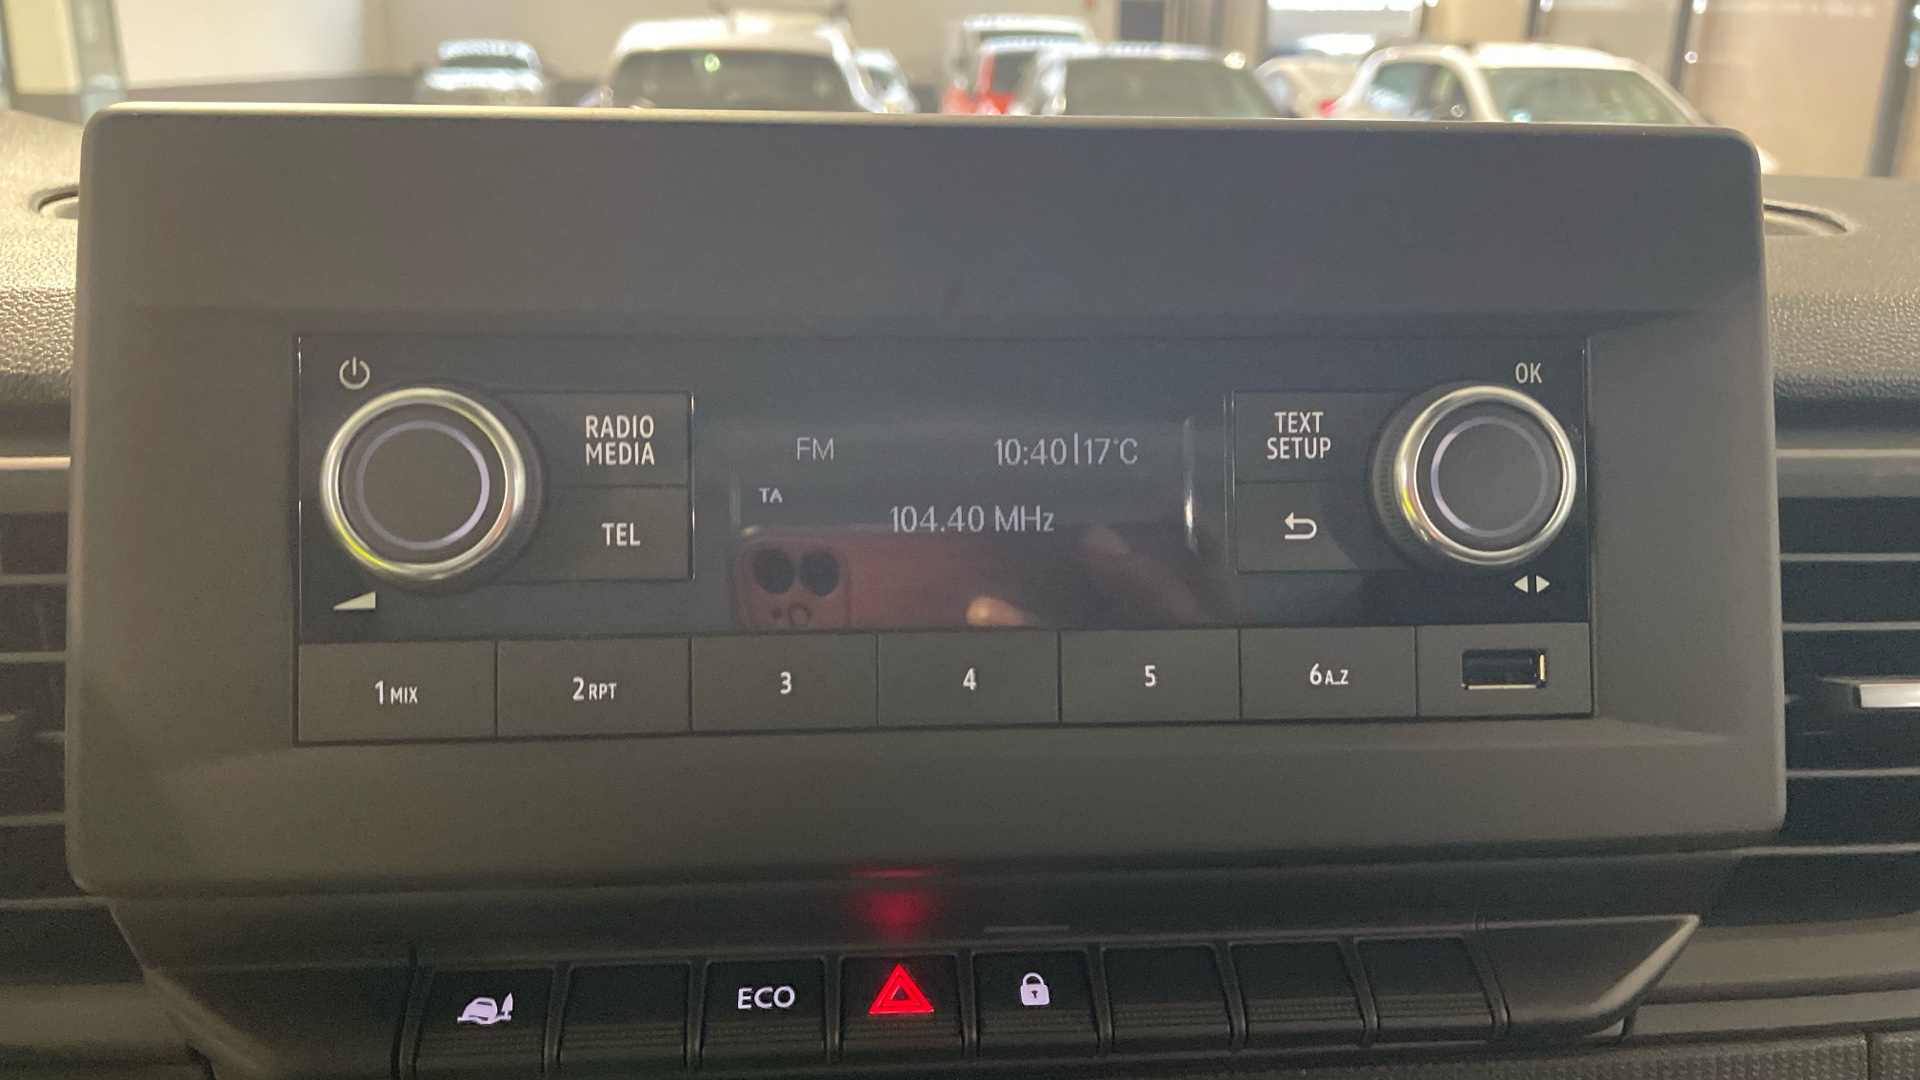 OK
RADIO
MEDIA
TEXT
SETUP
FM
10:40|17°C
TA
104.40 MHz
TEL
1 MIX
2 RPT
3
4
5
6 A_Z
ECO